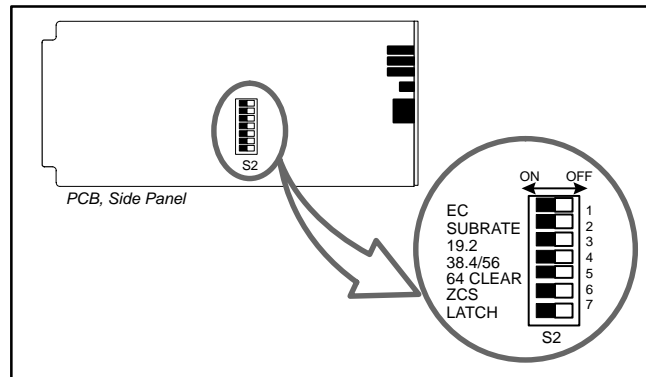 S2
PCB, Side Panel
ON OFF
EC 1
SUBRATE 2
19.2 3
38.4/56 4
64 CLEAR 5
ZCS 6
LATCH 7
S2